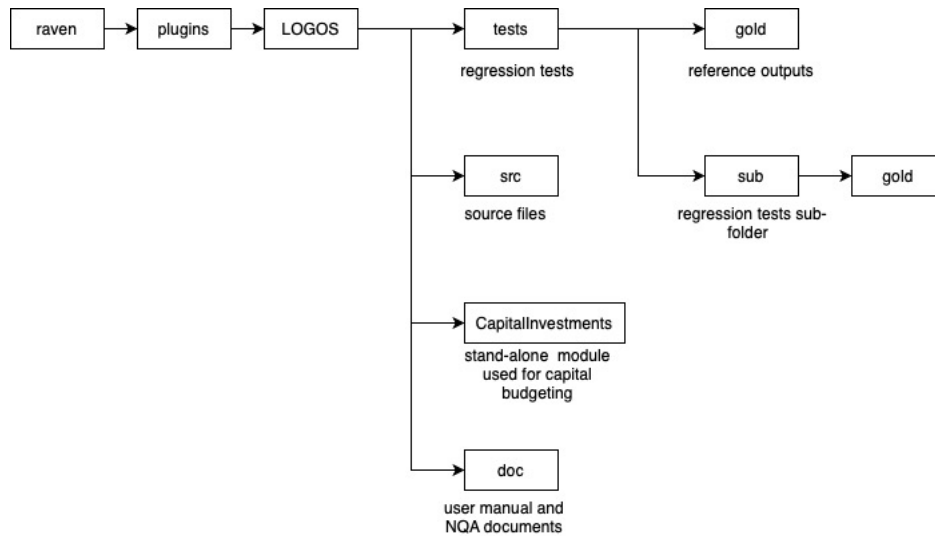 raven
plugins
LOGOS
tests
gold
regression tests
reference outputs
src
sub
gold
source files
regression tests sub-
folder
CapitalInvestments
stand-alone module
used for capital
budgeting
doc
user manual and
NQA documents